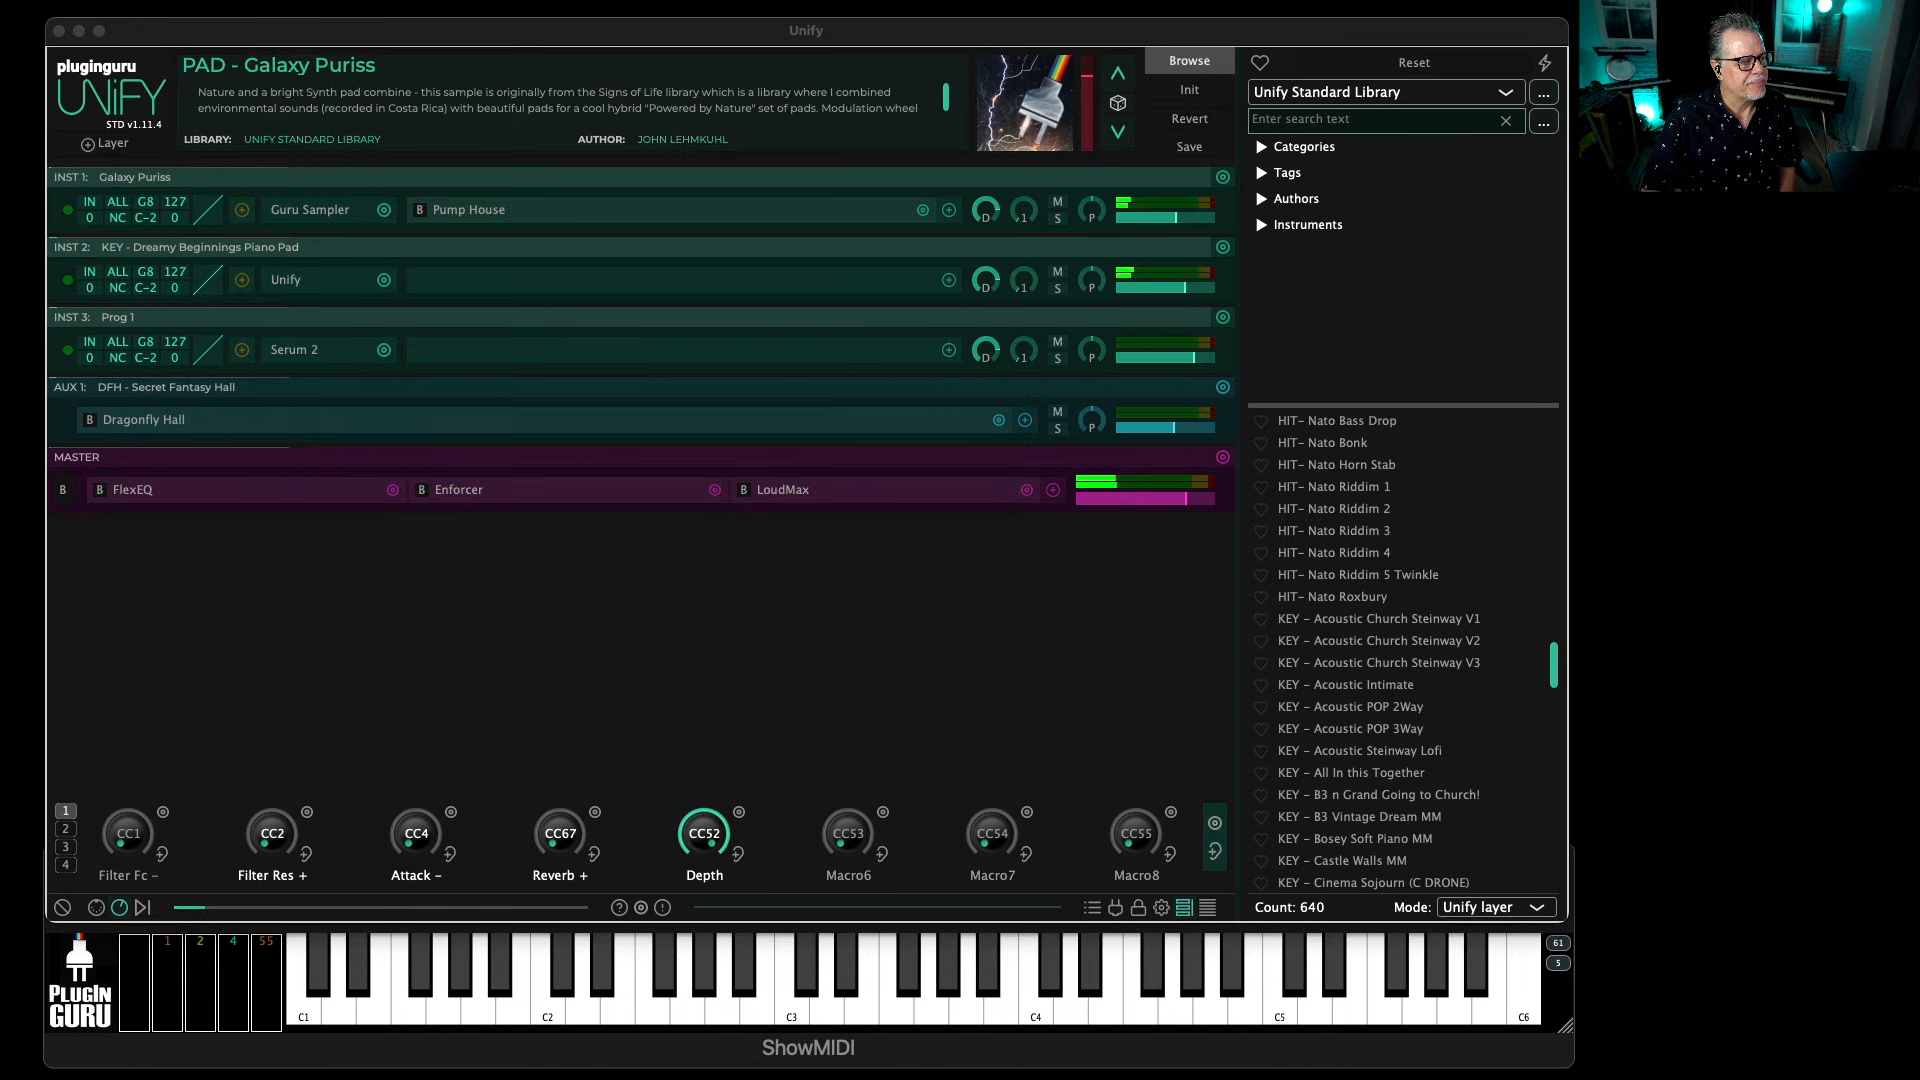 Unify
pluginguru
UNIFY
STD v1.11.4
Layer
PAD - Galaxy Puriss
Nature and a bright Synth pad combine - this sample is originally from the Signs of Life library which is a library where I combined
environmental sounds (recorded in Costa Rica) with beautiful pads for a cool hybrid "Powered by Nature" set of pads. Modulation wheel
LIBRARY: UNIFY STANDARD LIBRARY AUTHOR: JOHN LEHMKUHL
Browse
Init
Revert
Save
Reset
Unify Standard Library ...
Enter search text ...
Categories
Tags
Authors
Instruments
INST 1: Galaxy Puriss
IN ALL G8 127
0 NC C-2 0
Guru Sampler B Pump House D 1 M S P
INST 2: KEY - Dreamy Beginnings Piano Pad
IN ALL G8 127
0 NC C-2 0
Unify D 1 M S P
INST 3: Prog 1
IN ALL G8 127
0 NC C-2 0
Serum 2 D 1 M S P
AUX 1: DFH - Secret Fantasy Hall
B Dragonfly Hall M S P
MASTER
B B FlexEQ B Enforcer B LoudMax
HIT- Nato Bass Drop
HIT- Nato Bonk
HIT- Nato Horn Stab
HIT- Nato Riddim 1
HIT- Nato Riddim 2
HIT- Nato Riddim 3
HIT- Nato Riddim 4
HIT- Nato Riddim 5 Twinkle
HIT- Nato Roxbury
KEY - Acoustic Church Steinway V1
KEY - Acoustic Church Steinway V2
KEY - Acoustic Church Steinway V3
KEY - Acoustic Intimate
KEY - Acoustic POP 2Way
KEY - Acoustic POP 3Way
KEY - Acoustic Steinway Lofi
KEY - All In this Together
KEY - B3 n Grand Going to Church!
KEY - B3 Vintage Dream MM
KEY - Bosey Soft Piano MM
KEY - Castle Walls MM
KEY - Cinema Sojourn (C DRONE)
Count: 640 Mode: Unify layer
1
2
3
4
CC1 CC2 CC4 CC67 CC52 CC53 CC54 CC55
Filter Fc - Filter Res + Attack - Reverb + Depth Macro6 Macro7 Macro8
PLUGIN
GURU
1 2 4 55
61
5
C1 C2 C3 C4 C5 C6
ShowMIDI